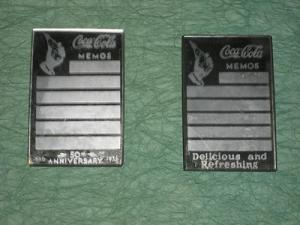 Coca-Cola
MEMOS
50th
ANNIVERSARY
Coca-Cola
MEMOS
Delicious and
Refreshing